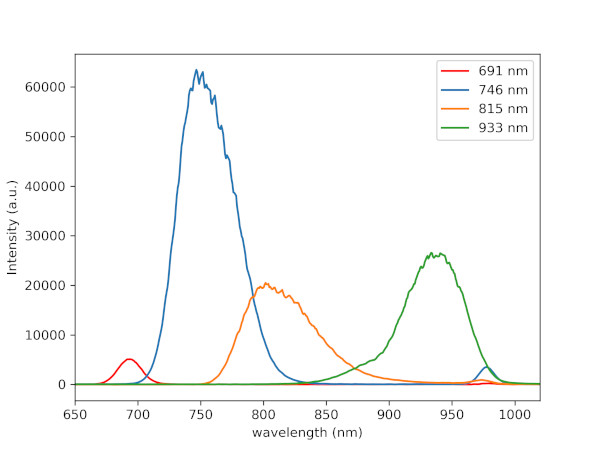 691 nm
746 nm
815 nm
933 nm
60000
50000
40000
30000
20000
10000
0
Intensity (a.u.)
650 700 750 800 850 900 950 1000
wavelength (nm)